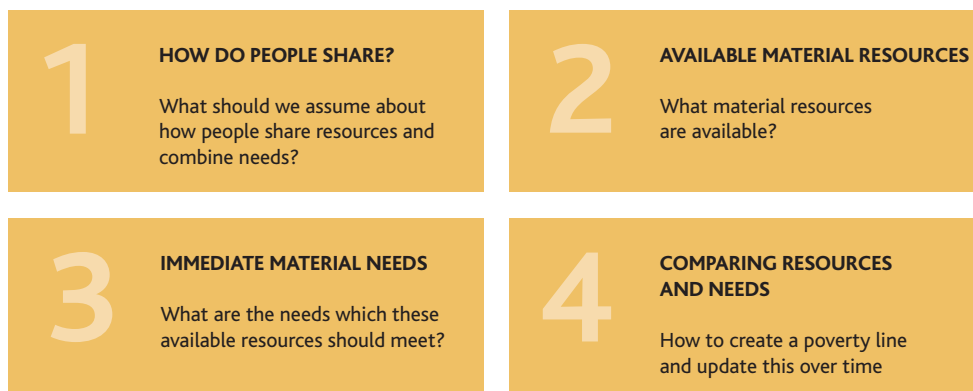 1
HOW DO PEOPLE SHARE?
What should we assume about
how people share resources and
combine needs?
2
AVAILABLE MATERIAL RESOURCES
What material resources
are available?
3
IMMEDIATE MATERIAL NEEDS
What are the needs which these
available resources should meet?
4
COMPARING RESOURCES
AND NEEDS
How to create a poverty line
and update this over time